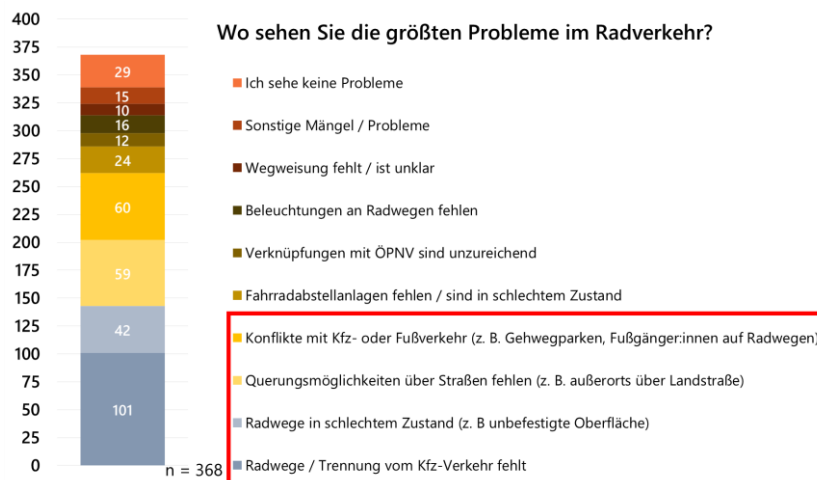 Wo sehen Sie die größten Probleme im Radverkehr?
400
375
350
325
300
275
250
225
200
175
150
125
100
75
50
25
0
29
15
10
16
12
24
60
59
42
101
n = 368
Ich sehe keine Probleme
Sonstige Mängel / Probleme
Wegweisung fehlt / ist unklar
Beleuchtungen an Radwegen fehlen
Verknüpfungen mit ÖPNV sind unzureichend
Fahrradabstellanlagen fehlen / sind in schlechtem Zustand
Konflikte mit Kfz- oder Fußverkehr (z. B. Gehwegparken, Fußgänger:innen auf Radwegen)
Querungsmöglichkeiten über Straßen fehlen (z. B. außerorts über Landstraße)
Radwege in schlechtem Zustand (z. B unbefestigte Oberfläche)
Radwege / Trennung vom Kfz-Verkehr fehlt